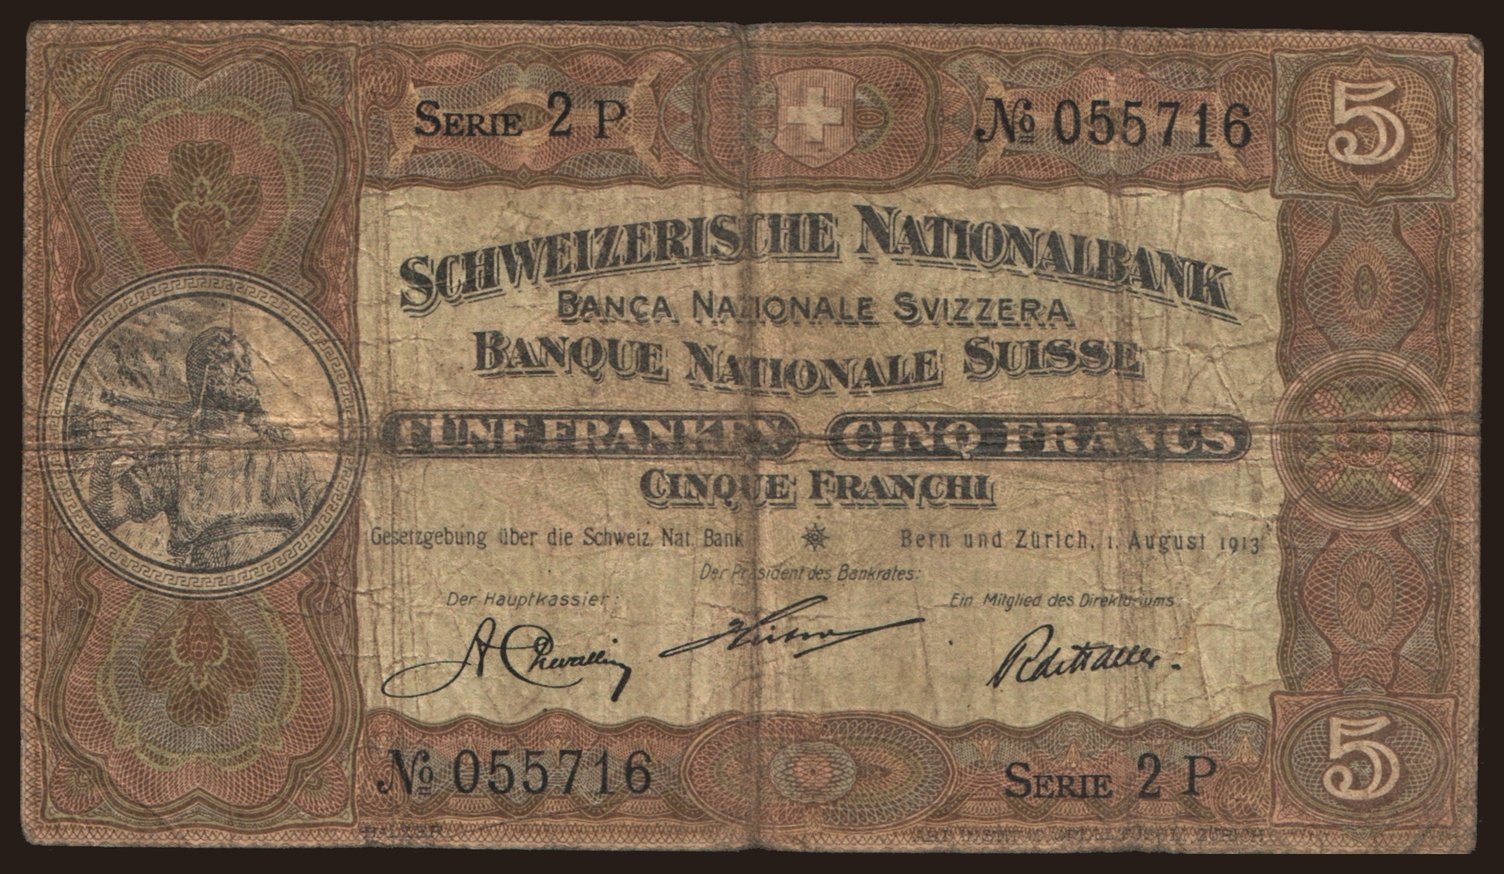 SERIE 2 P
No 055716
5
SCHWEIZERISCHE NATIONALBANK
BANCA NAZIONALE SVIZZERA
BANQUE NATIONALE SUISSE
FÜNF FRANKEN CINQ FRANCS
CINQUE FRANCHI
Gesetzgebung über die Schweiz. Nat. Bank
Bern und Zürich, 1. August 1913
Der Präsident des Bankrates:
Der Hauptkassier:
Ein Mitglied des Direktoriums:
A Chevallier
No 055716
SERIE 2 P
5